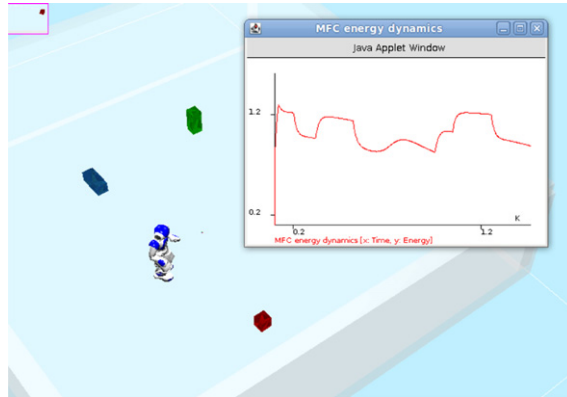 MFC energy dynamics
Java Applet Window
1.2
0.2
K
0.2
1.2
MFC energy dynamics [x: Time, y: Energy]